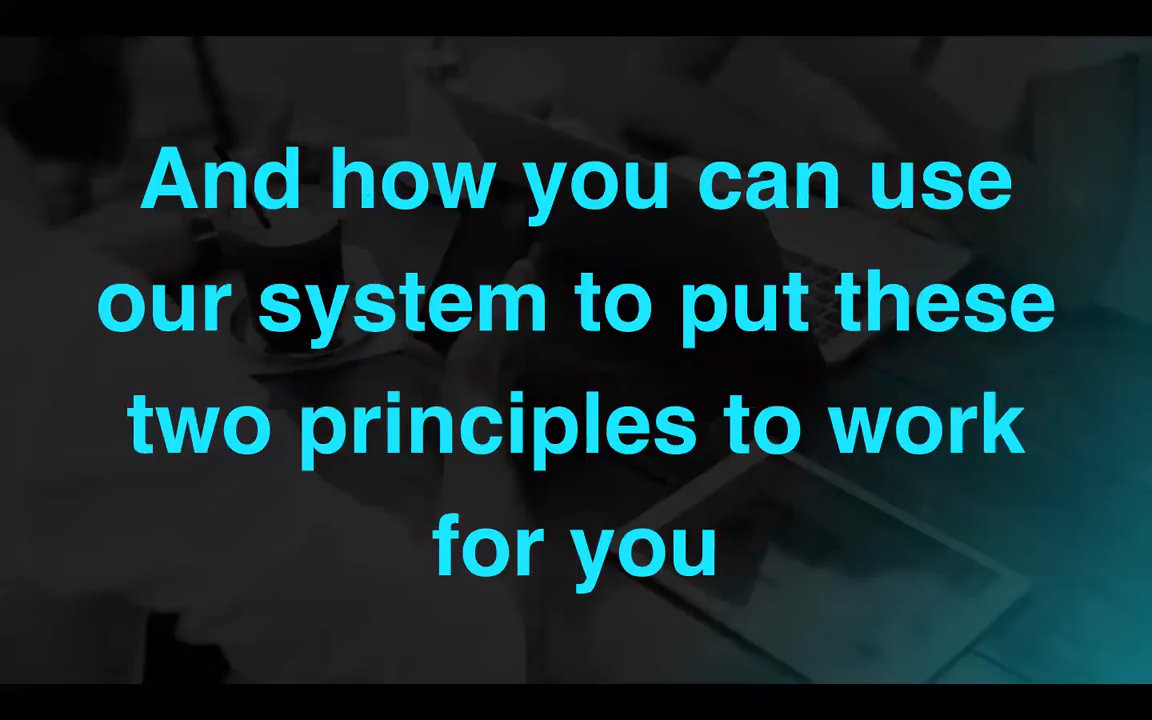 And how you can use
our system to put these
two principles to work
for you